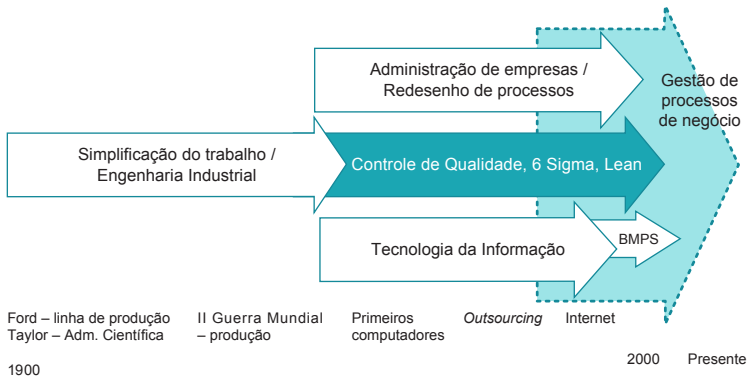 Administração de empresas /
Redesenho de processos
Gestão de
processos
de negócio
Simplificação do trabalho /
Engenharia Industrial
Controle de Qualidade, 6 Sigma, Lean
Tecnologia da Informação
BMPS
Ford – linha de produção
Taylor – Adm. Científica
II Guerra Mundial
– produção
Primeiros
computadores
Outsourcing
Internet
1900
2000
Presente